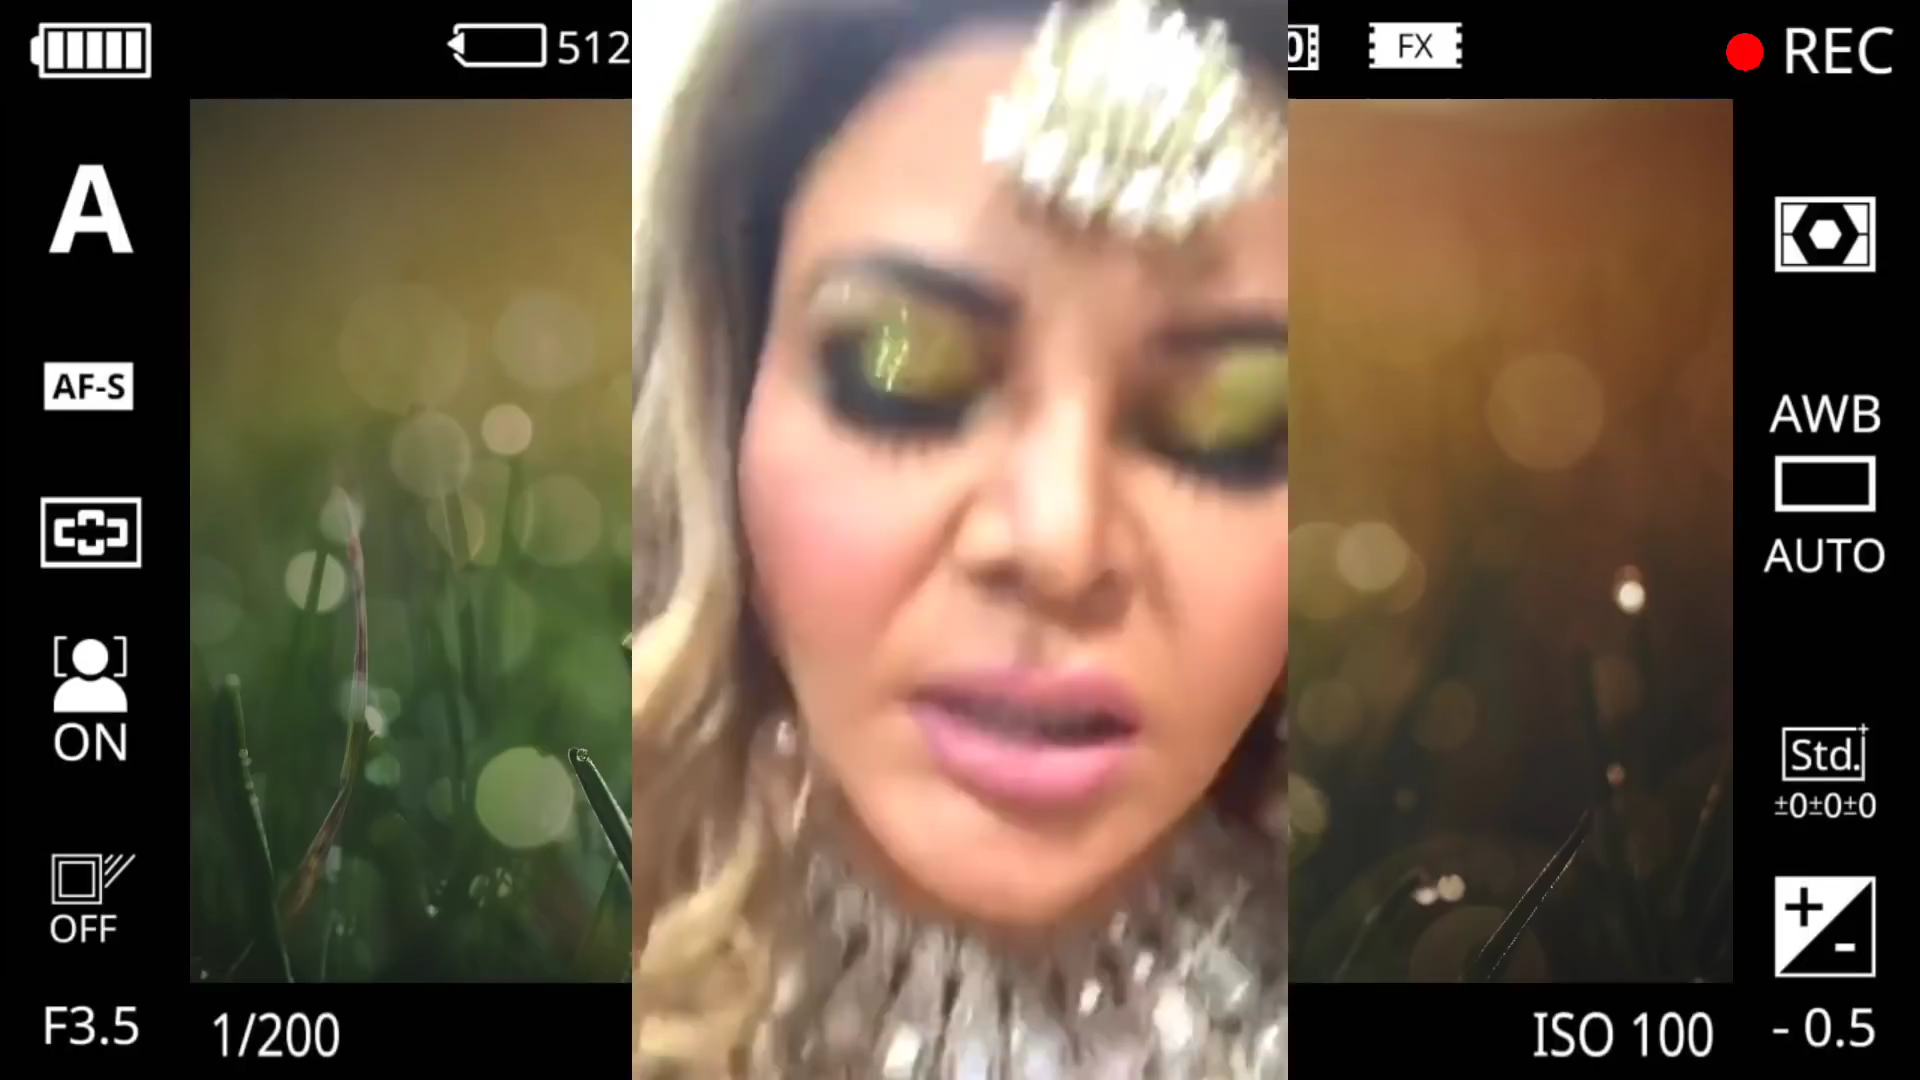 512
0
FX
REC
A
AF-S
AWB
AUTO
ON
Std.
±0±0±0
OFF
F3.5
1/200
ISO 100
- 0.5